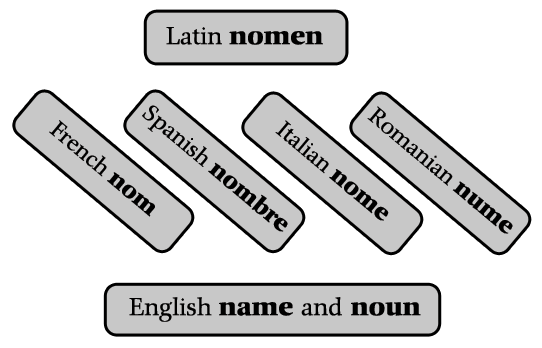 Latin nomen
French nom
Spanish nombre
Italian nome
Romanian nume
English name and noun